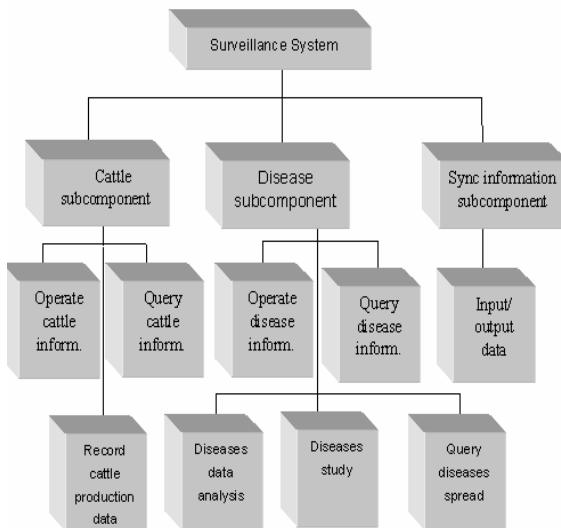 Surveillance System
Cattle
subcomponent
Disease
subcomponent
Sync information
subcomponent
Operate
cattle
inform.
Query
cattle
inform.
Operate
disease
inform.
Query
disease
inform.
Input/
output
data
Record
cattle
production
data
Diseases
data
analysis
Diseases
study
Query
diseases
spread